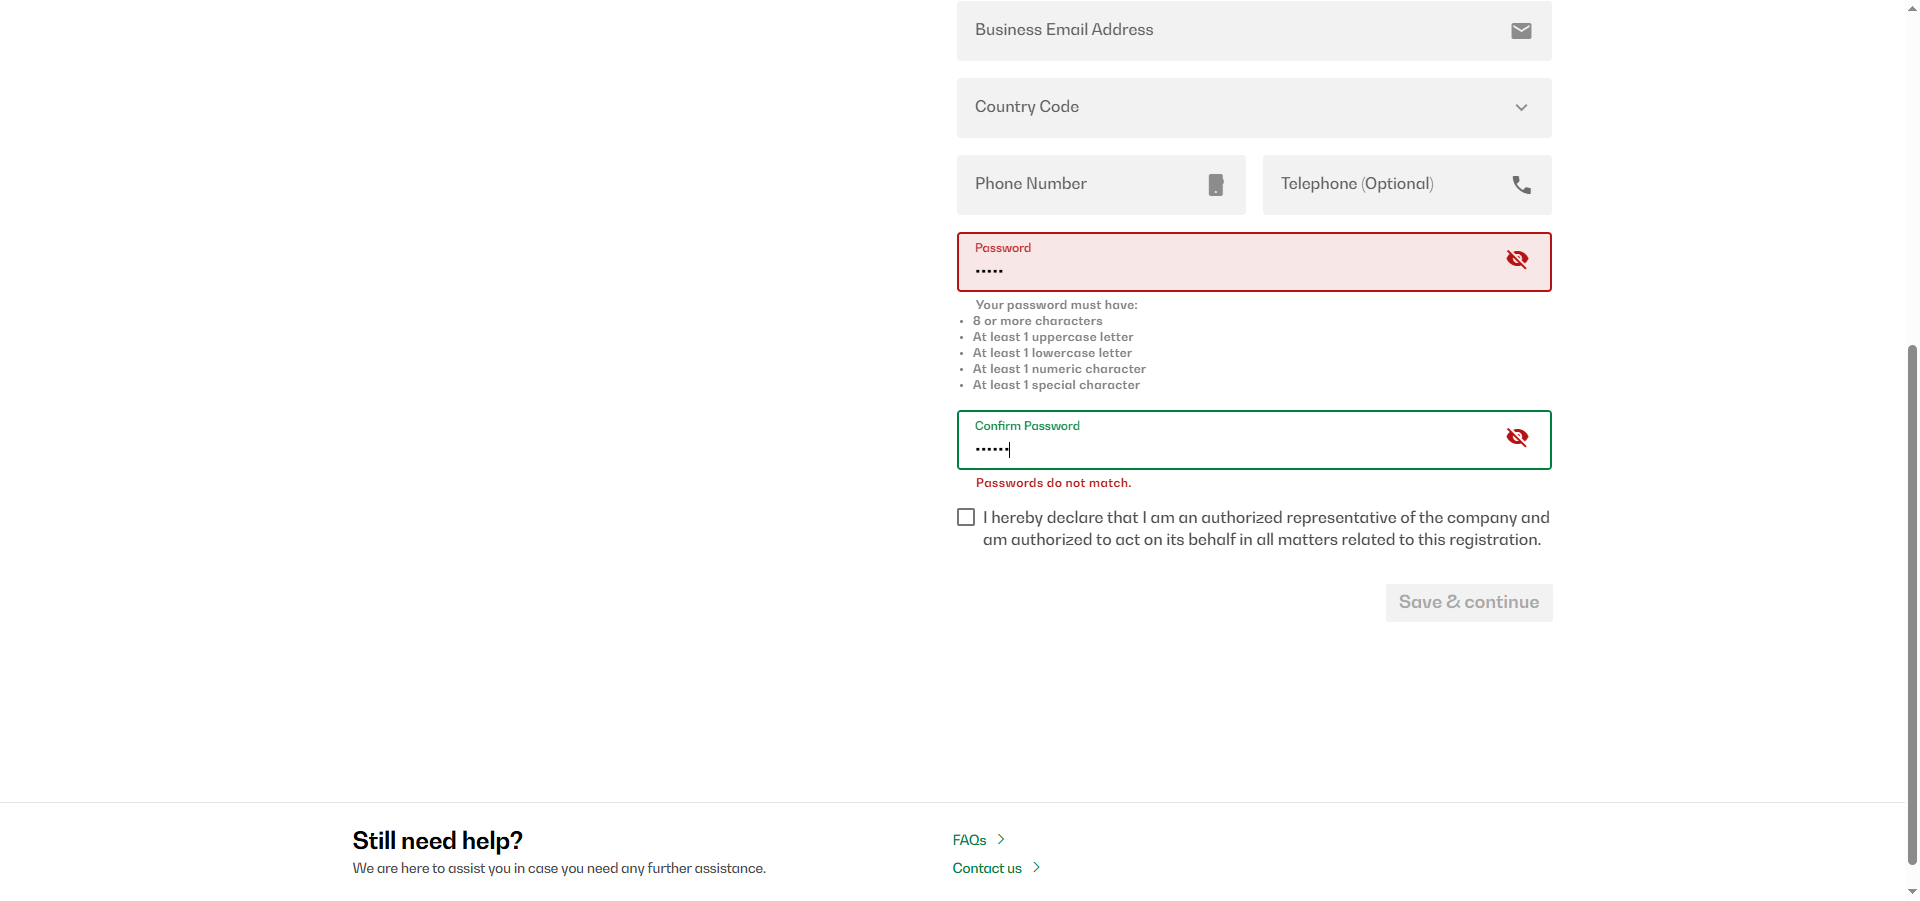 Business Email Address
Country Code
Phone Number
Telephone (Optional)
Password
•••••
Your password must have:
• 8 or more characters
• At least 1 uppercase letter
• At least 1 lowercase letter
• At least 1 numeric character
• At least 1 special character
Confirm Password
••••••
Passwords do not match.
I hereby declare that I am an authorized representative of the company and
am authorized to act on its behalf in all matters related to this registration.
Save & continue
Still need help?
We are here to assist you in case you need any further assistance.
FAQs
Contact us